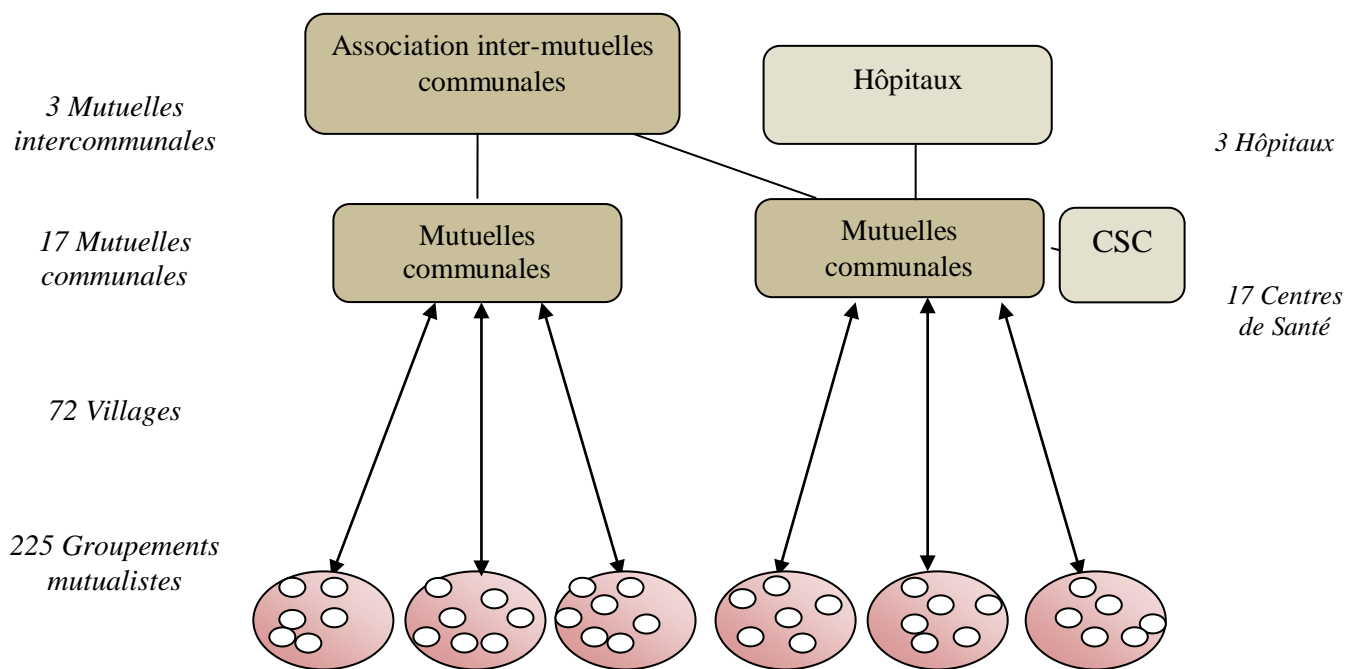 Association inter-mutuelles
communales
Hôpitaux
3 Mutuelles
intercommunales
3 Hôpitaux
17 Mutuelles
communales
Mutuelles
communales
Mutuelles
communales
CSC
17 Centres
de Santé
72 Villages
225 Groupements
mutualistes